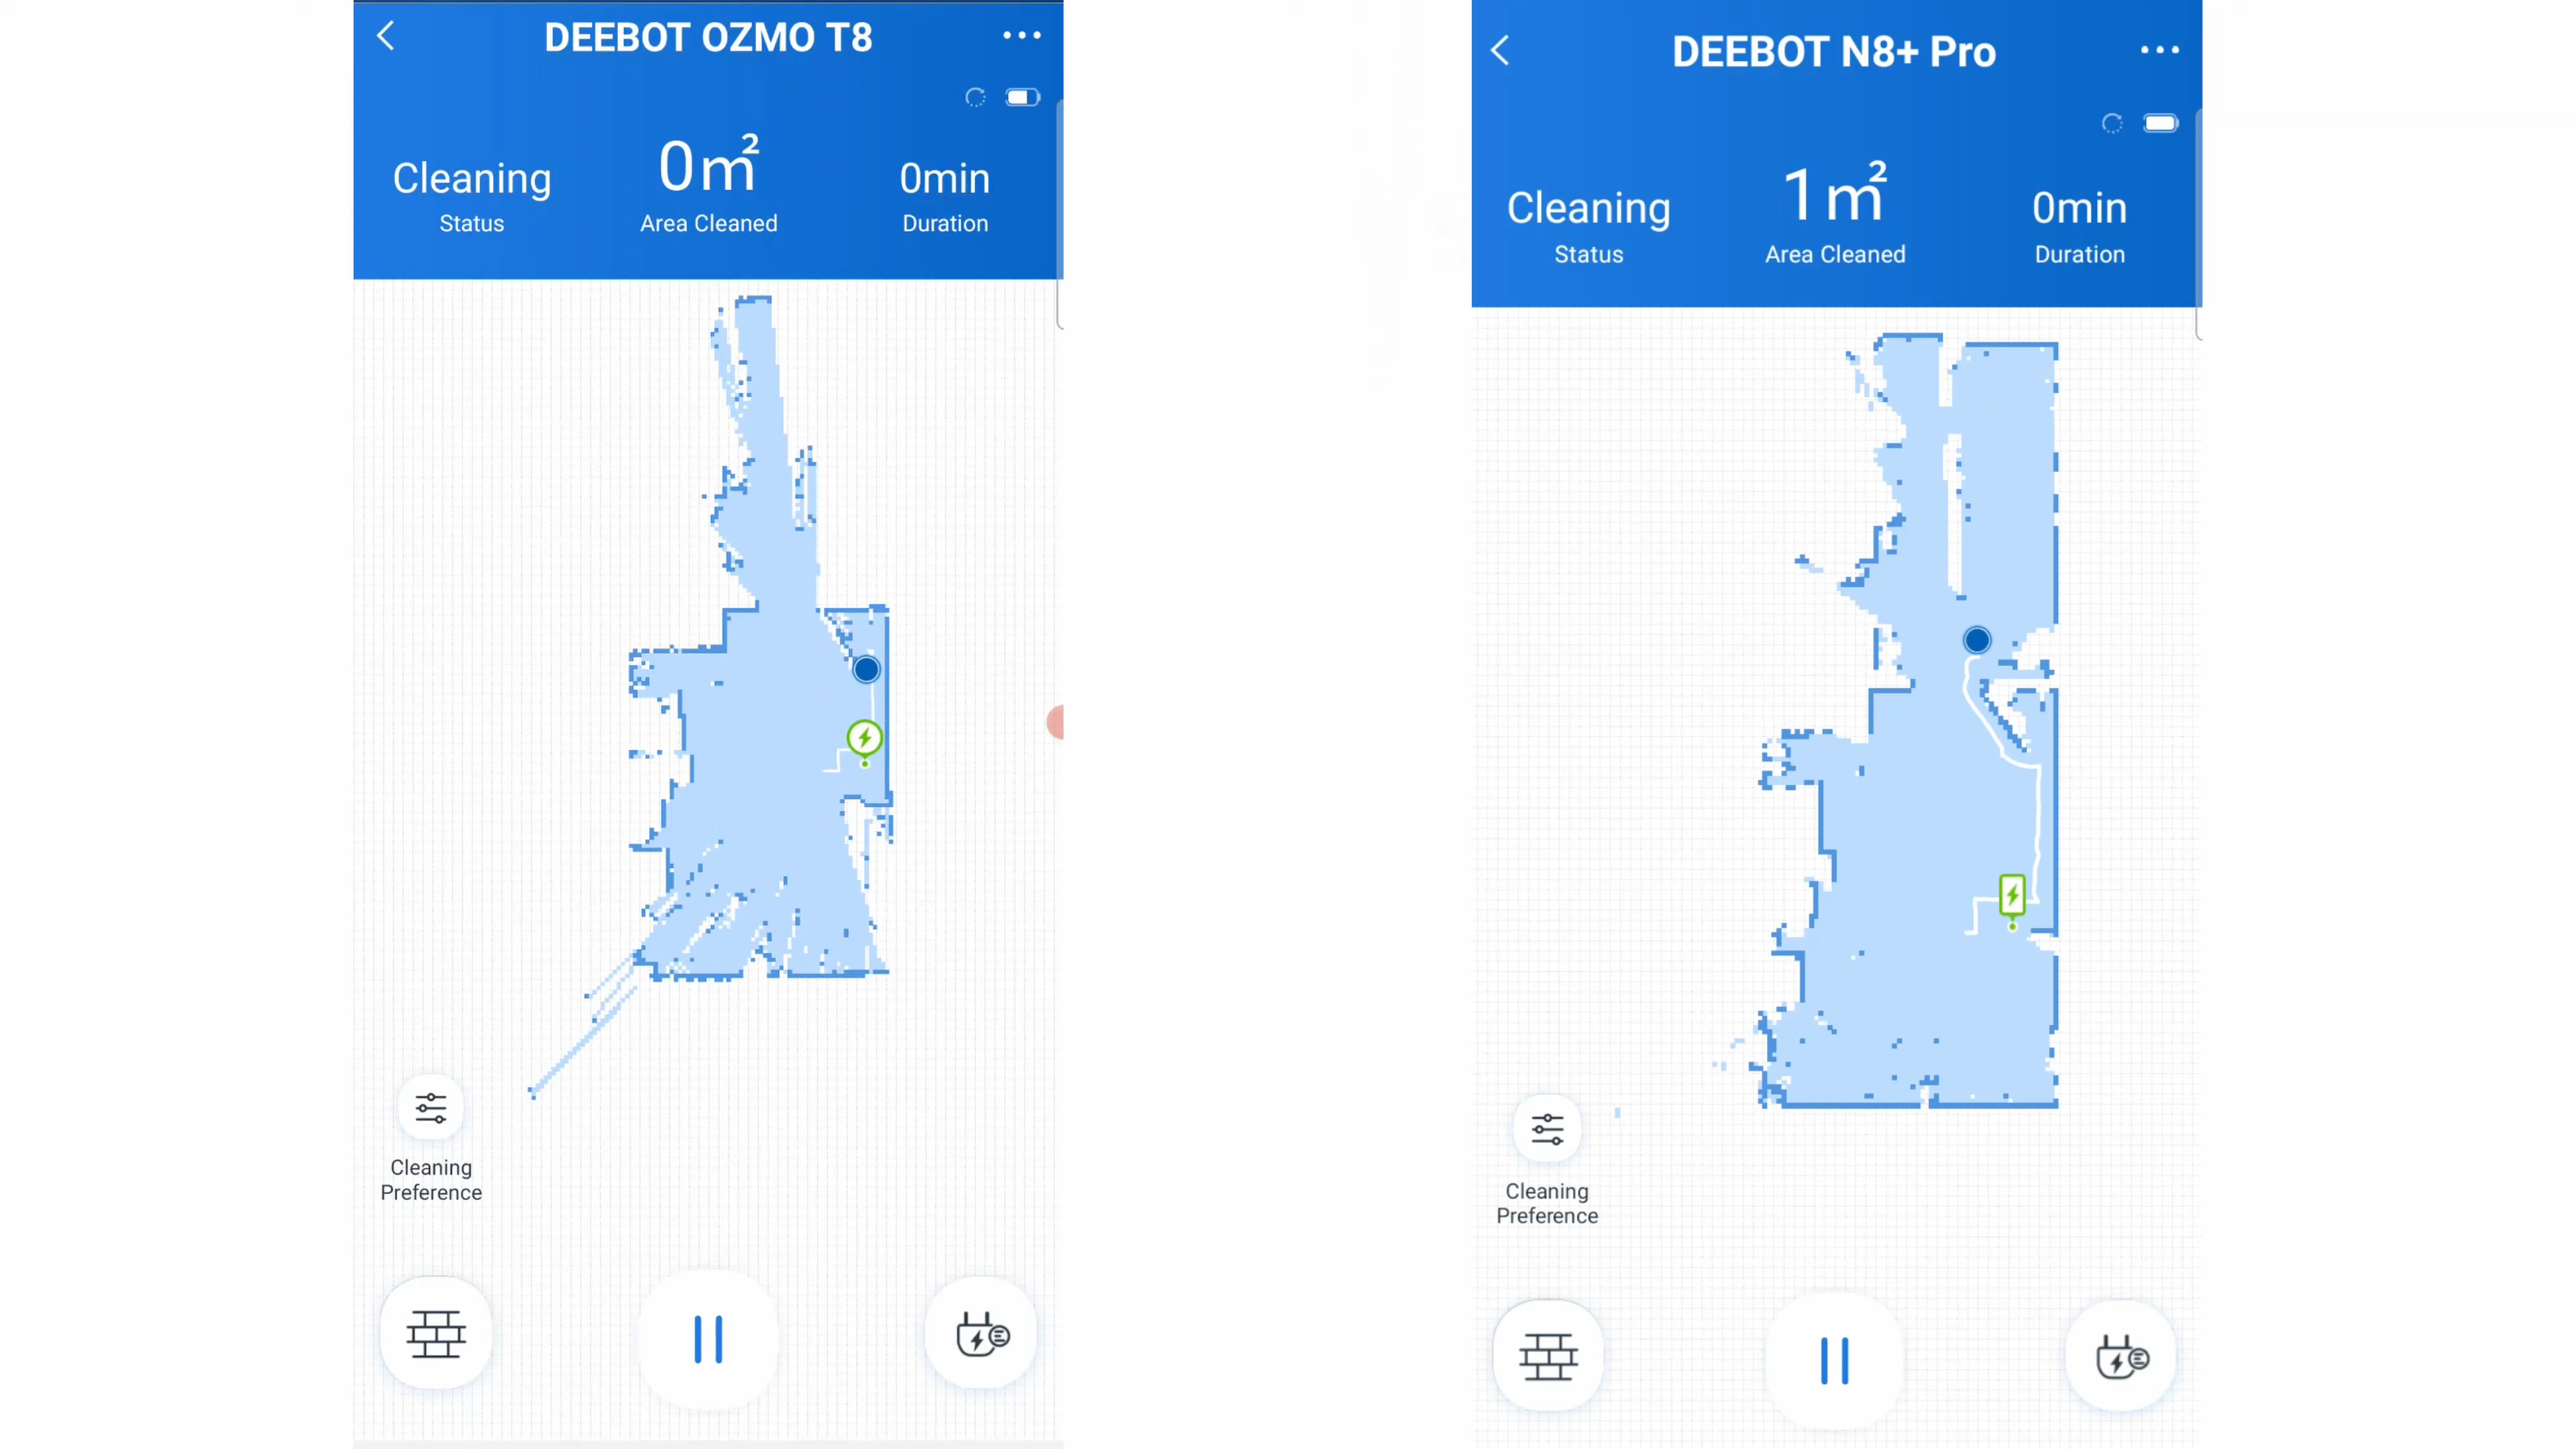 DEEBOT OZMO T8
Cleaning
Status
0m²
Area Cleaned
0min
Duration
Cleaning
Preference
DEEBOT N8+ Pro
Cleaning
Status
1m²
Area Cleaned
0min
Duration
Cleaning
Preference